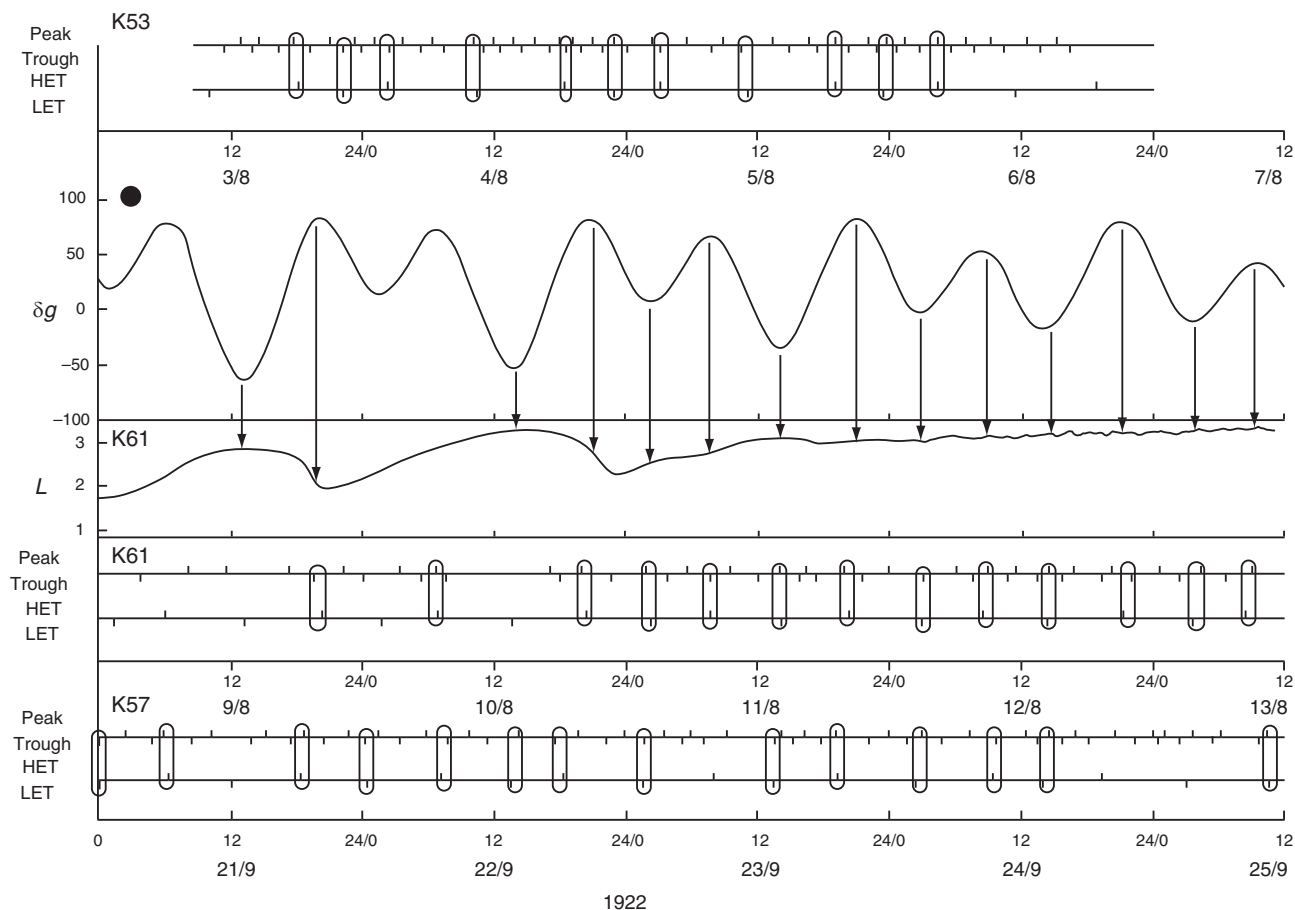 K53
Peak
Trough
HET
LET
12 24/0 12 24/0 12 24/0 12 24/0 12
3/8 4/8 5/8 6/8 7/8
100
50
δg 0
−50
−100
K61
3
L 2
1
K61
Peak
Trough
HET
LET
12 24/0 12 24/0 12 24/0 12 24/0 12
K57 9/8 10/8 11/8 12/8 13/8
Peak
Trough
HET
LET
0 12 24/0 12 24/0 12 24/0 12 24/0 12
21/9 22/9 23/9 24/9 25/9
1922